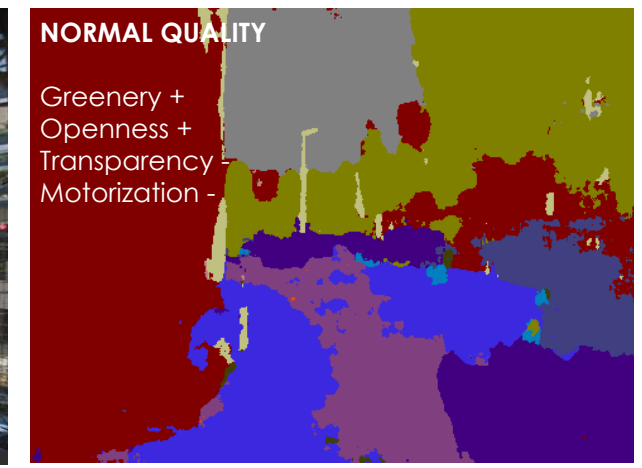 NORMAL QUALITY
Greenery +
Openness +
Transparency -
Motorization -